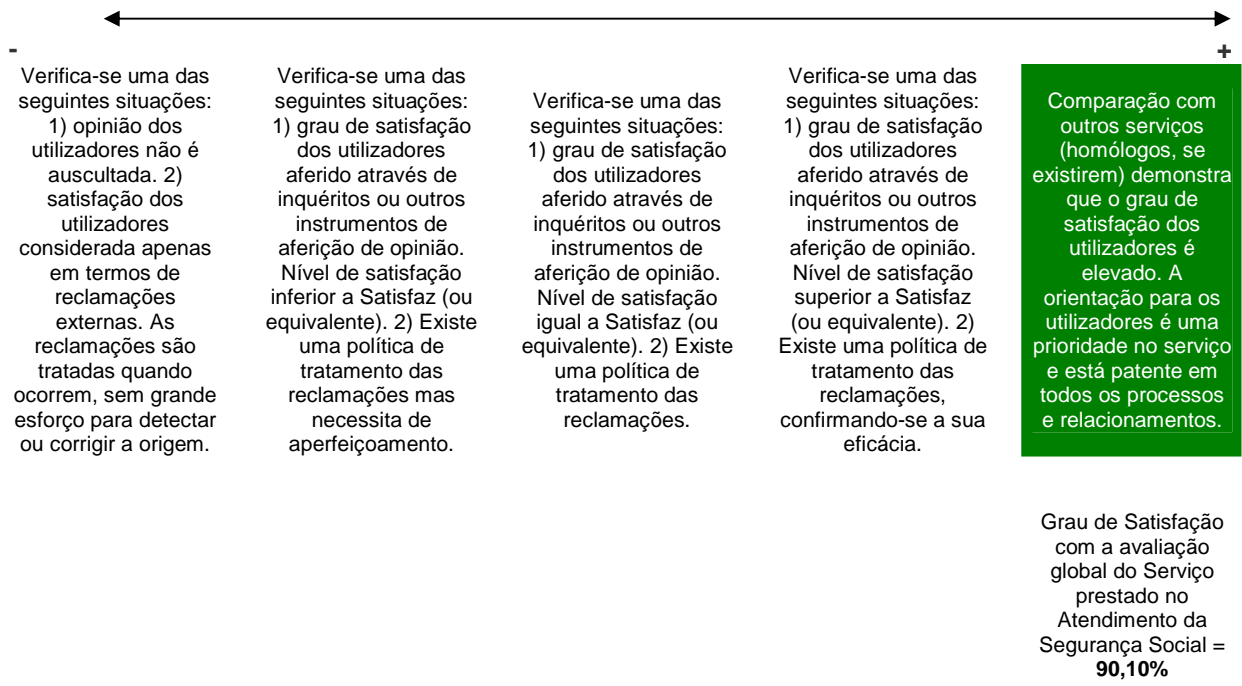 -
+
Verifica-se uma das
seguintes situações:
1) opinião dos
utilizadores não é
auscultada. 2)
satisfação dos
utilizadores
considerada apenas
em termos de
reclamações
externas. As
reclamações são
tratadas quando
ocorrem, sem grande
esforço para detectar
ou corrigir a origem.
Verifica-se uma das
seguintes situações:
1) grau de satisfação
dos utilizadores
aferido através de
inquéritos ou outros
instrumentos de
aferição de opinião.
Nível de satisfação
inferior a Satisfaz (ou
equivalente). 2) Existe
uma política de
tratamento das
reclamações mas
necessita de
aperfeiçoamento.
Verifica-se uma das
seguintes situações:
1) grau de satisfação
dos utilizadores
aferido através de
inquéritos ou outros
instrumentos de
aferição de opinião.
Nível de satisfação
igual a Satisfaz (ou
equivalente). 2) Existe
uma política de
tratamento das
reclamações.
Verifica-se uma das
seguintes situações:
1) grau de satisfação
dos utilizadores
aferido através de
inquéritos ou outros
instrumentos de
aferição de opinião.
Nível de satisfação
superior a Satisfaz
(ou equivalente). 2)
Existe uma política de
tratamento das
reclamações,
confirmando-se a sua
eficácia.
Comparação com
outros serviços
(homólogos, se
existirem) demonstra
que o grau de
satisfação dos
utilizadores é
elevado. A
orientação para os
utilizadores é uma
prioridade no serviço
e está patente em
todos os processos
e relacionamentos.
Grau de Satisfação
com a avaliação
global do Serviço
prestado no
Atendimento da
Segurança Social =
90,10%